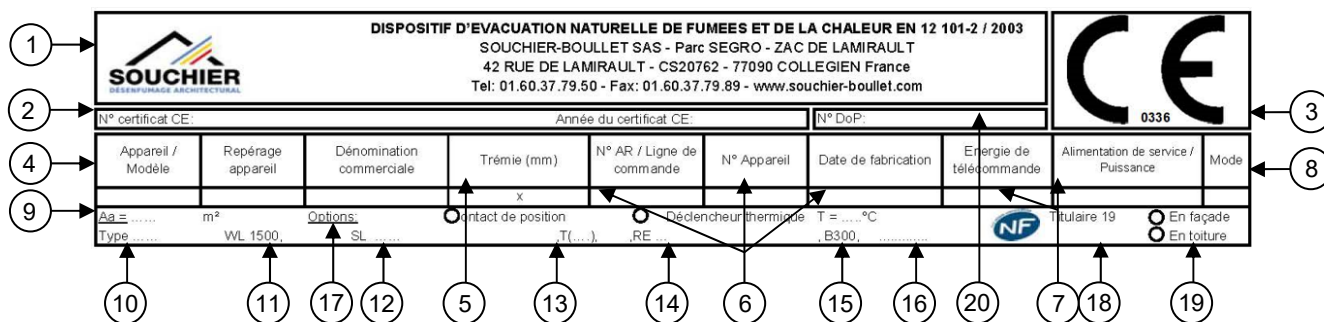 DISPOSITIF D'EVACUATION NATURELLE DE FUMEES ET DE LA CHALEUR EN 12 101-2 / 2003
SOUCHIER-BOULLET SAS - Parc SEGRO - ZAC DE LAMIRAULT
42 RUE DE LAMIRAULT - CS20762 - 77090 COLLEGIEN France
Tel: 01.60.37.79.50 - Fax: 01.60.37.79.89 - www.souchier-boullet.com
SOUCHIER
DESENFUMAGE ARCHITECTURAL
CE
0336
1
2
3
N° certificat CE:
Année du certificat CE:
N° DoP:
4
Appareil / Modèle
Repérage appareil
Dénomination commerciale
Trémie (mm)
N° AR / Ligne de commande
N° Appareil
Date de fabrication
Energie de télécommande
Alimentation de service / Puissance
Mode
8
x
9
Aa = ...... m²
Options:
Contact de position
Déclencheur thermique T = .....°C
NF
Titulaire 19
En façade
Type ...... WL 1500, SL ...... ,T(....), ,RE ... , B300, ............
En toiture
10
11
17
12
5
13
14
6
15
16
20
7
18
19